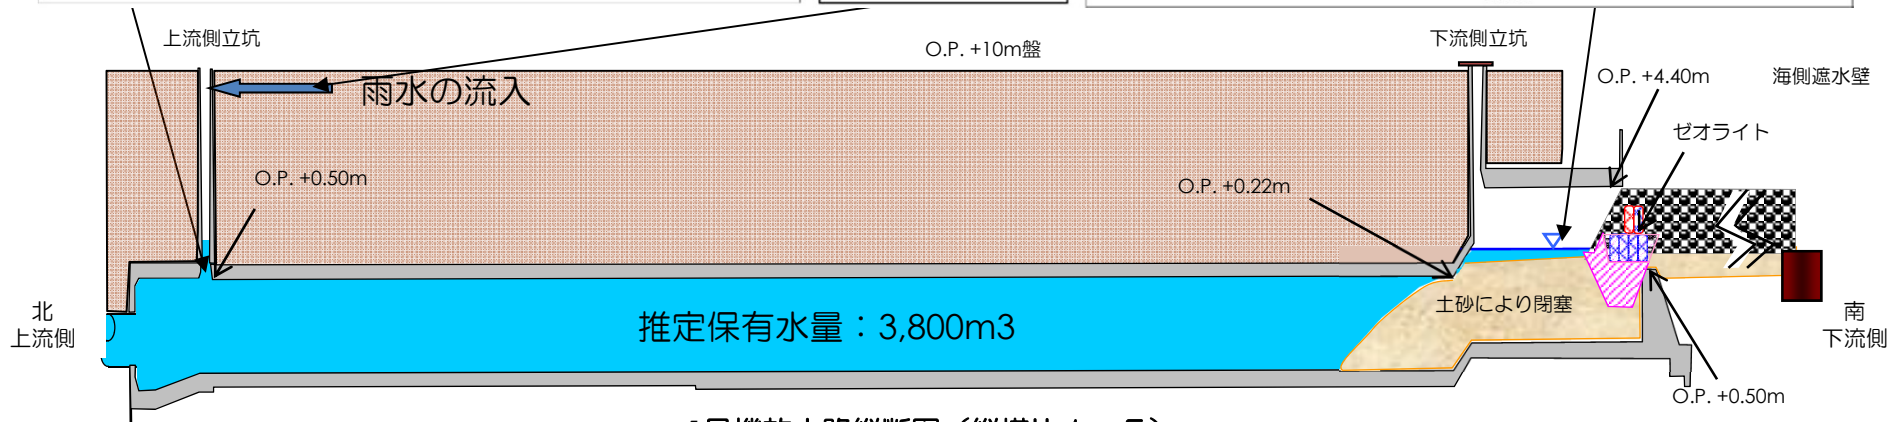 上流側立坑
O.P. +10m盤
下流側立坑
O.P. +4.40m
海側遮水壁
雨水の流入
ゼオライト
O.P. +0.50m
O.P. +0.22m
北
上流側
推定保有水量：3,800m3
土砂により閉塞
南
下流側
O.P. +0.50m